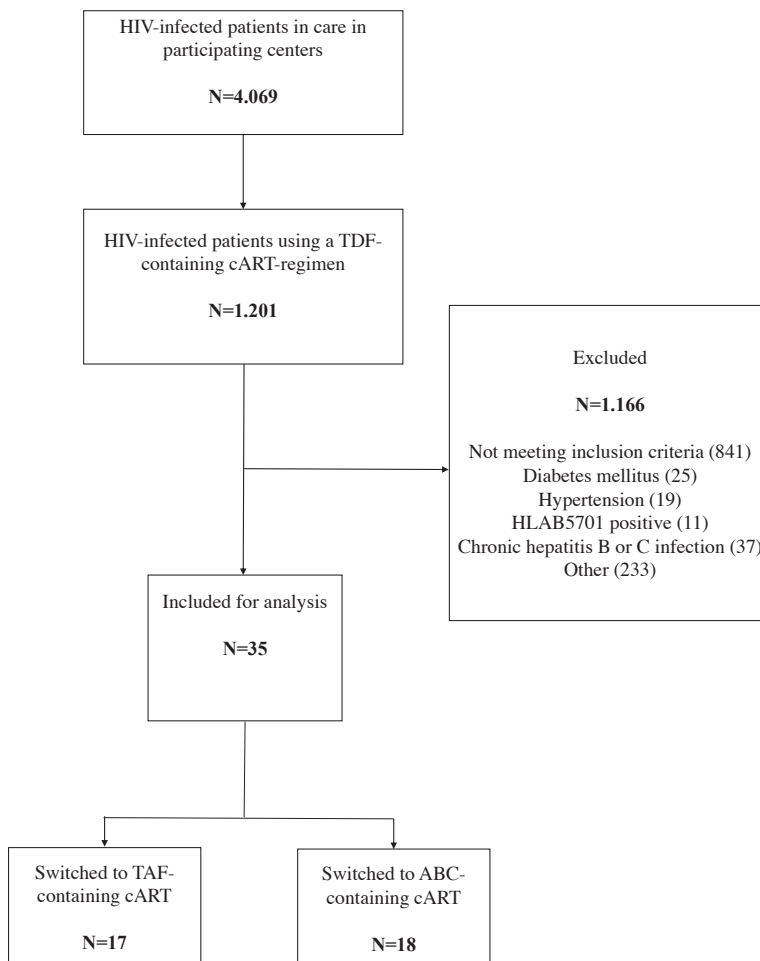 HIV-infected patients in care in
participating centers
N=4.069
HIV-infected patients using a TDF-
containing cART-regimen
N=1.201
Excluded
N=1.166
Not meeting inclusion criteria (841)
Diabetes mellitus (25)
Hypertension (19)
HLAB5701 positive (11)
Chronic hepatitis B or C infection (37)
Other (233)
Included for analysis
N=35
Switched to TAF-
containing cART
N=17
Switched to ABC-
containing cART
N=18